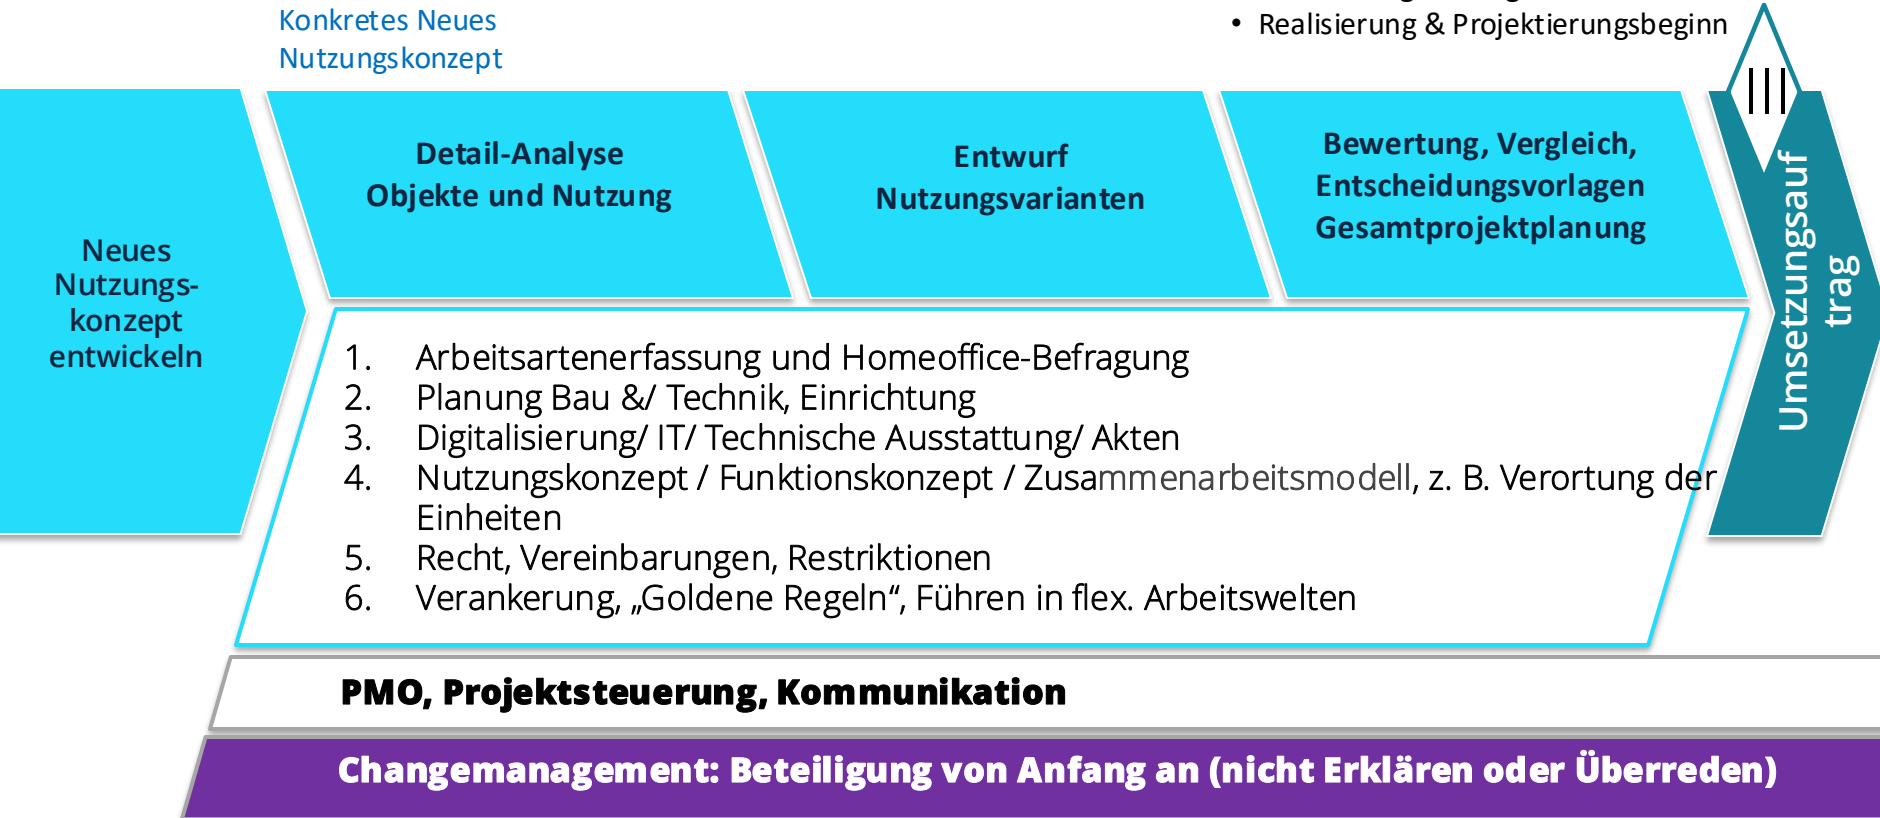 Konkretes Neues
Nutzungskonzept
• Realisierung & Projektierungsbeginn
III
Neues
Nutzungs-
konzept
entwickeln
Detail-Analyse
Objekte und Nutzung
Entwurf
Nutzungsvarianten
Bewertung, Vergleich,
Entscheidungsvorlagen
Gesamtprojektplanung
Umsetzungsauf
trag
1. Arbeitsartenerfassung und Homeoffice-Befragung
2. Planung Bau &/ Technik, Einrichtung
3. Digitalisierung/ IT/ Technische Ausstattung/ Akten
4. Nutzungskonzept / Funktionskonzept / Zusammenarbeitsmodell, z. B. Verortung der
Einheiten
5. Recht, Vereinbarungen, Restriktionen
6. Verankerung, „Goldene Regeln“, Führen in flex. Arbeitswelten
PMO, Projektsteuerung, Kommunikation
Changemanagement: Beteiligung von Anfang an (nicht Erklären oder Überreden)